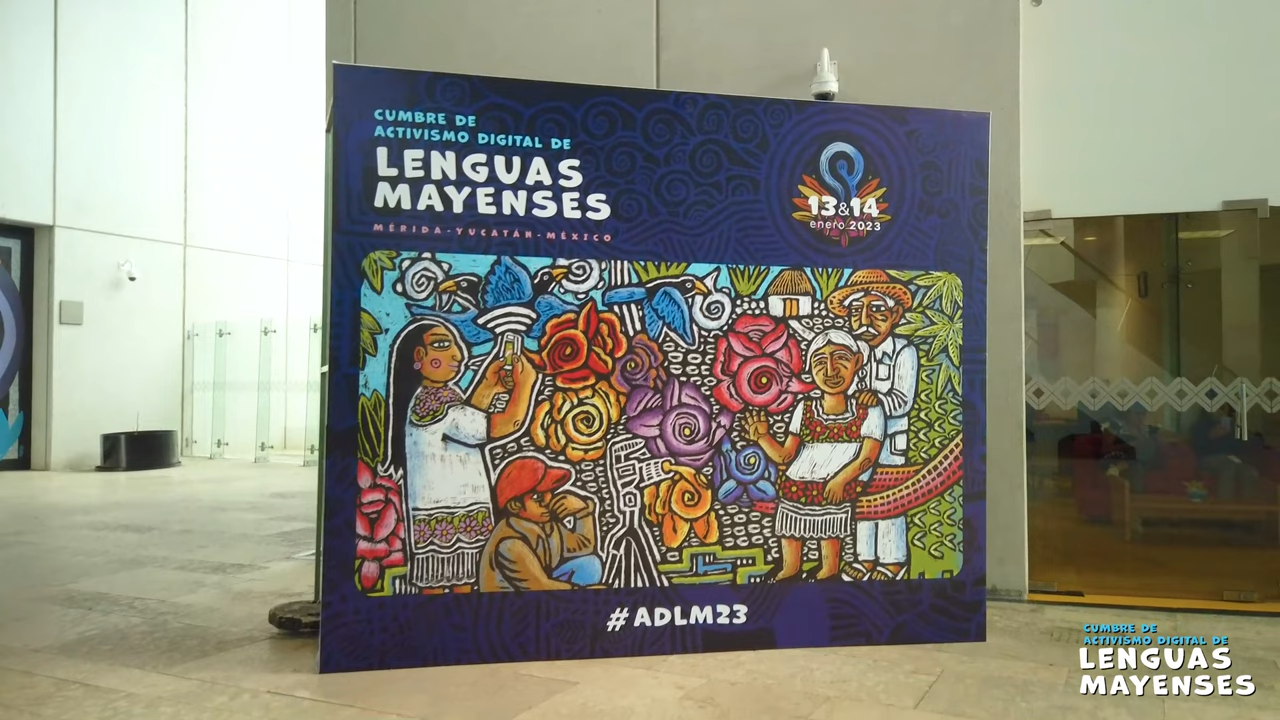 CUMBRE DE
ACTIVISMO DIGITAL DE
LENGUAS
MAYENSES
MÉRIDA-YUCATÁN-MÉXICO
13&14
enero 2023
#ADLM23
CUMBRE DE
ACTIVISMO DIGITAL DE
LENGUAS
MAYENSES